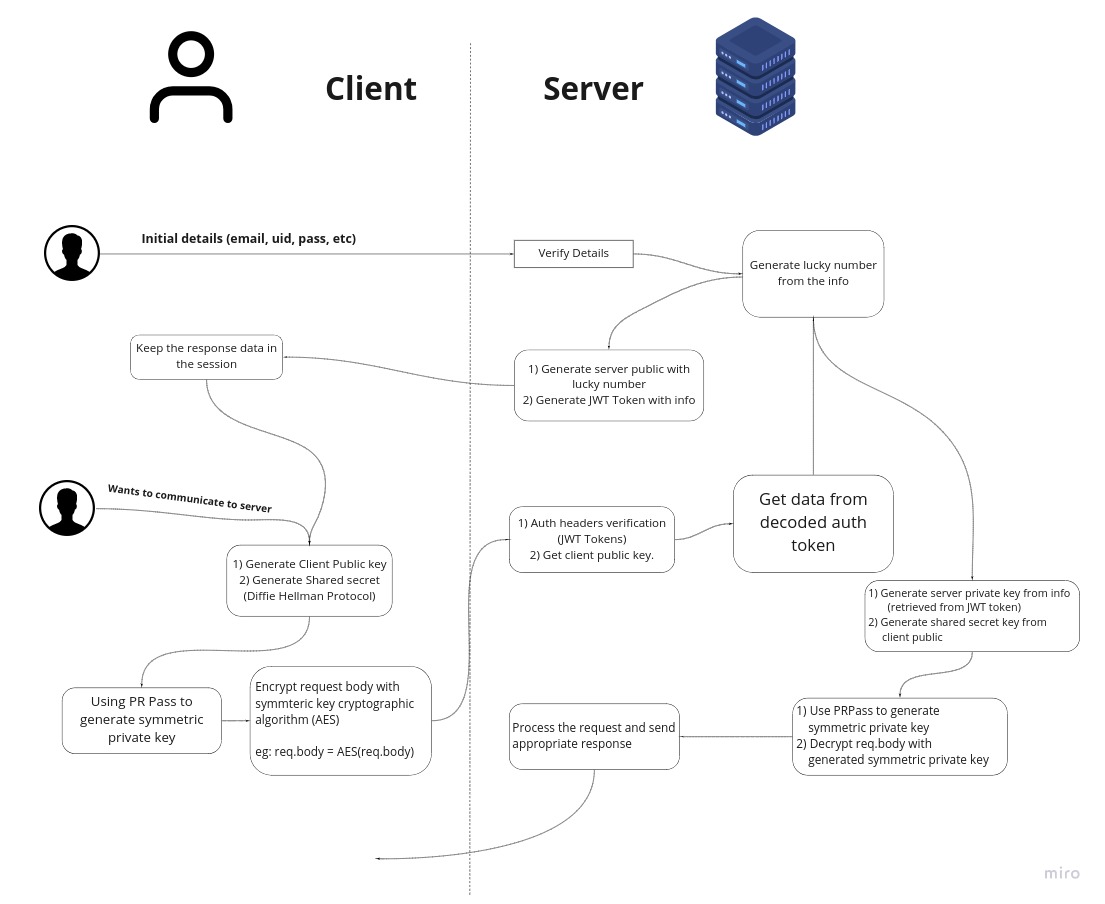 Client
Server
Initial details (email, uid, pass, etc)
Verify Details
Generate lucky number
from the info
Keep the response data in
the session
1) Generate server public with
lucky number
2) Generate JWT Token with info
Wants to communicate to server
1) Generate Client Public key
2) Generate Shared secret
(Diffie Hellman Protocol)
1) Auth headers verification
(JWT Tokens)
2) Get client public key.
Get data from
decoded auth
token
1) Generate server private key from info
(retrieved from JWT token)
2) Generate shared secret key from
client public
Using PR Pass to
generate symmetric
private key
Encrypt request body with
symmteric key cryptographic
algorithm (AES)
eg: req.body = AES(req.body)
Process the request and send
appropriate response
1) Use PRPass to generate
symmetric private key
2) Decrypt req.body with
generated symmetric private key
miro